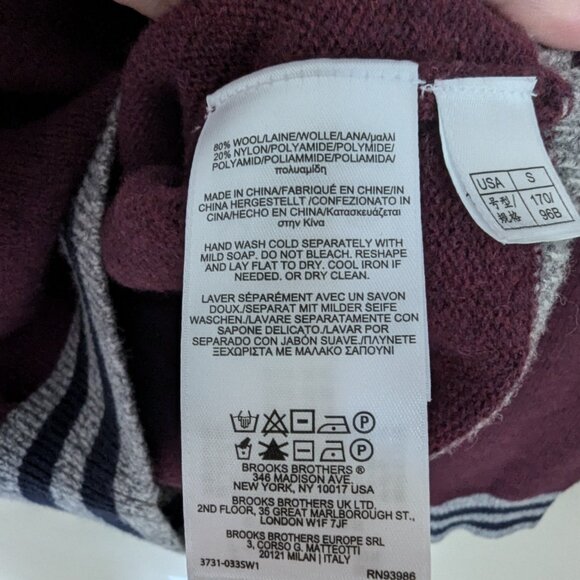 80% WOOL/LAINE/WOLLE/LANA/μαλλί
20% NYLON/POLYAMIDE/POLYMIDE/
POLYAMID/POLIAMMIDE/POLIAMIDA/
πολυαμίδη
MADE IN CHINA/FABRIQUÉ EN CHINE/IN
CHINA HERGESTELLT /CONFEZIONATO IN
CINA/HECHO EN CHINA/Κατασκευάζεται
στην Κίνα
HAND WASH COLD SEPARATELY WITH
MILD SOAP. DO NOT BLEACH. RESHAPE
AND LAY FLAT TO DRY. COOL IRON IF
NEEDED. OR DRY CLEAN.
LAVER SÉPARÉMENT AVEC UN SAVON
DOUX./SEPARAT MIT MILDER SEIFE
WASCHEN./LAVARE SEPARATAMENTE CON
SAPONE DELICATO./LAVAR POR
SEPARADO CON JABÓN SUAVE./ΠΛΕΝΕΤΑΙ
ΞΕΧΩΡΙΣΤΑ ΜΕ ΜΑΛΑΚΟ ΣΑΠΟΥΝΙ
BROOKS BROTHERS ®
346 MADISON AVE.
NEW YORK, NY 10017 USA
BROOKS BROTHERS UK LTD.
2ND FLOOR, 35 GREAT MARLBOROUGH ST.,
LONDON W1F 7JF
BROOKS BROTHERS EUROPE SRL
3, CORSO G. MATTEOTTI
20121 MILAN | ITALY
3731-033SW1 RN93986
USA S
号型/
规格 170/
96B